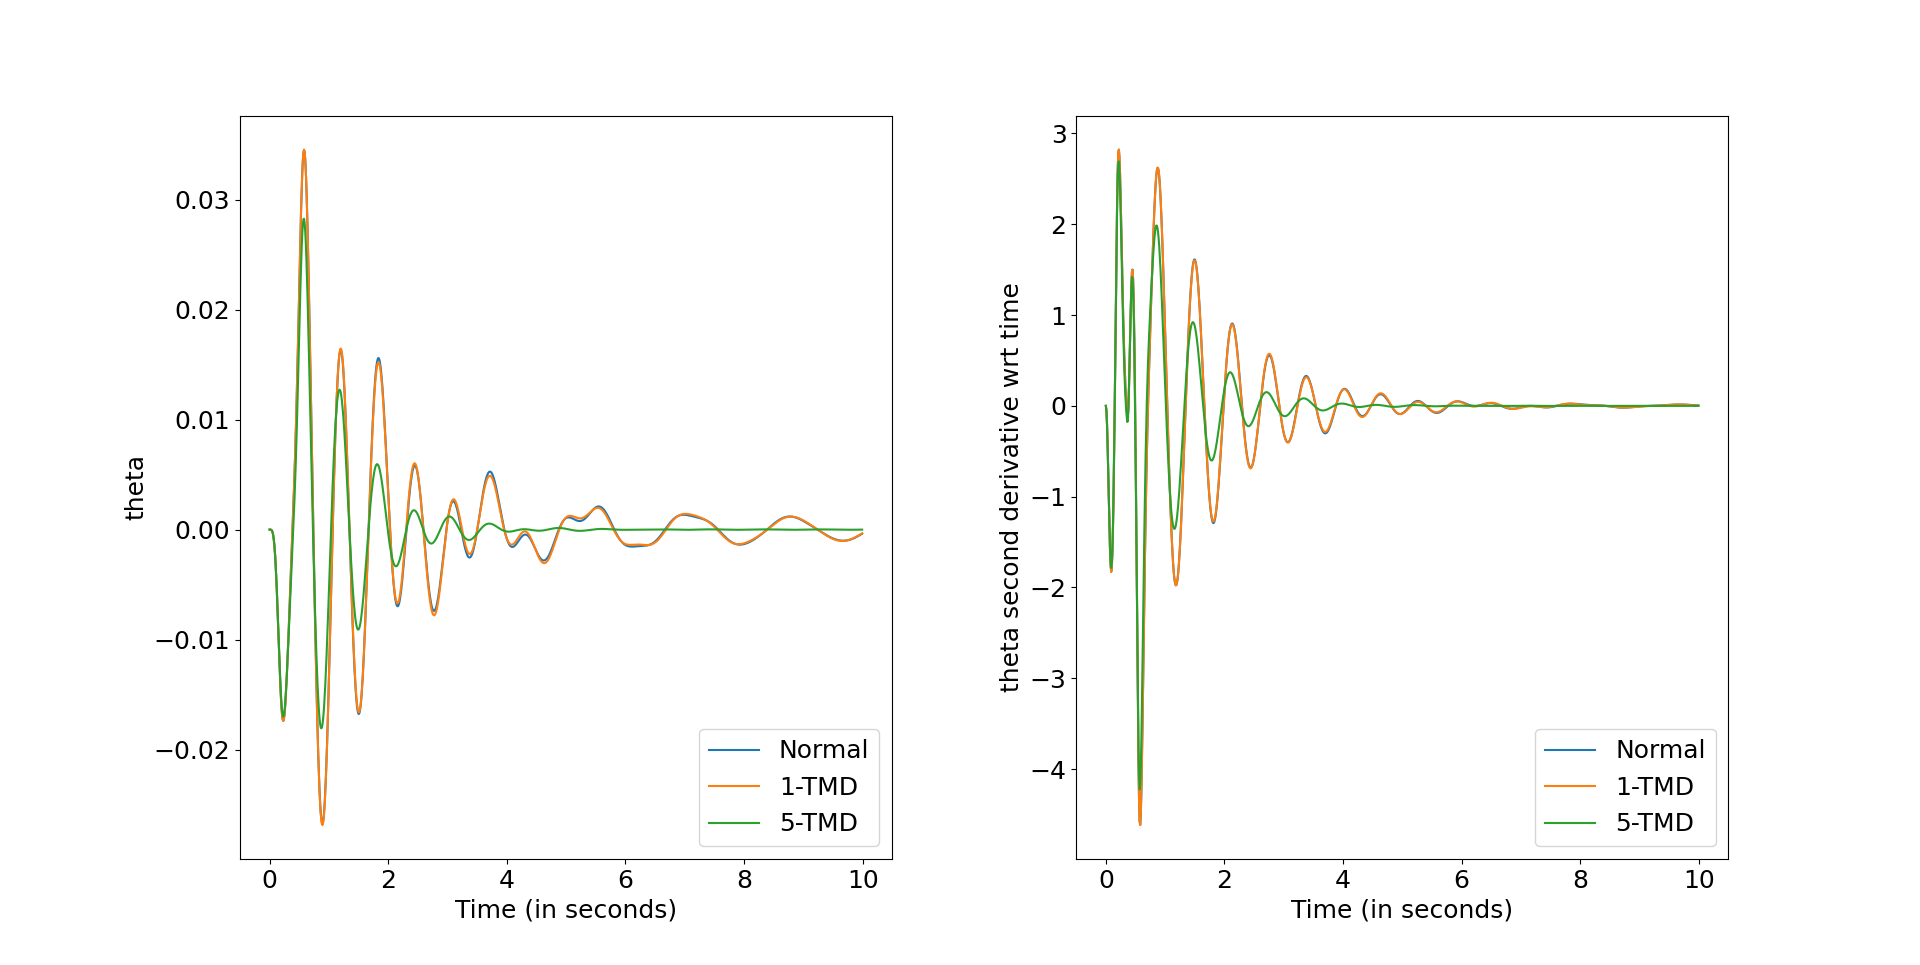 theta
0.03
0.02
0.01
0.00
−0.01
−0.02
0 2 4 6 8 10
Time (in seconds)
Normal
1-TMD
5-TMD
theta second derivative wrt time
3
2
1
0
−1
−2
−3
−4
0 2 4 6 8 10
Time (in seconds)
Normal
1-TMD
5-TMD